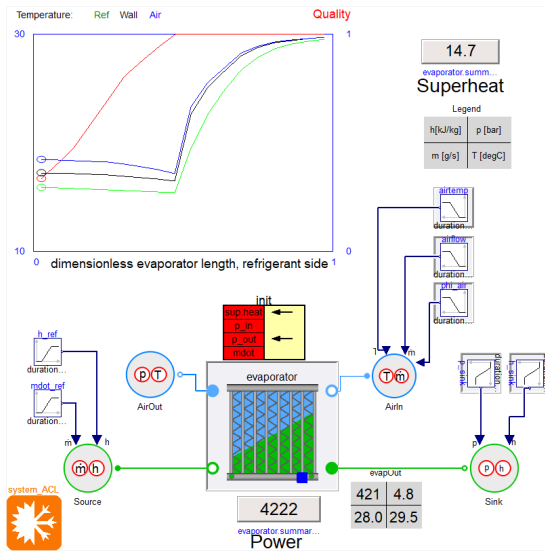 Temperature: Ref Wall Air Quality
30 1
10 0
0 dimensionless evaporator length, refrigerant side 1
14.7
evaporator.summ...
Superheat
Legend
h[kJ/kg] p [bar]
m [g/s] T [degC]
airtemp
duration...
airflow
duration...
phi_air
duration...
T m
init
sup.heat
p_in
p_out
mdot
h_ref
duration...
mdot_ref
duration...
p T
AirOut
evaporator
T ṁ
AirIn
p_sink
duration...
h_sink
ṁ h
ṁ h
Source
p h
p h
Sink
system_ACL
evapOut
421 4.8
28.0 29.5
4222
evaporator.summar...
Power